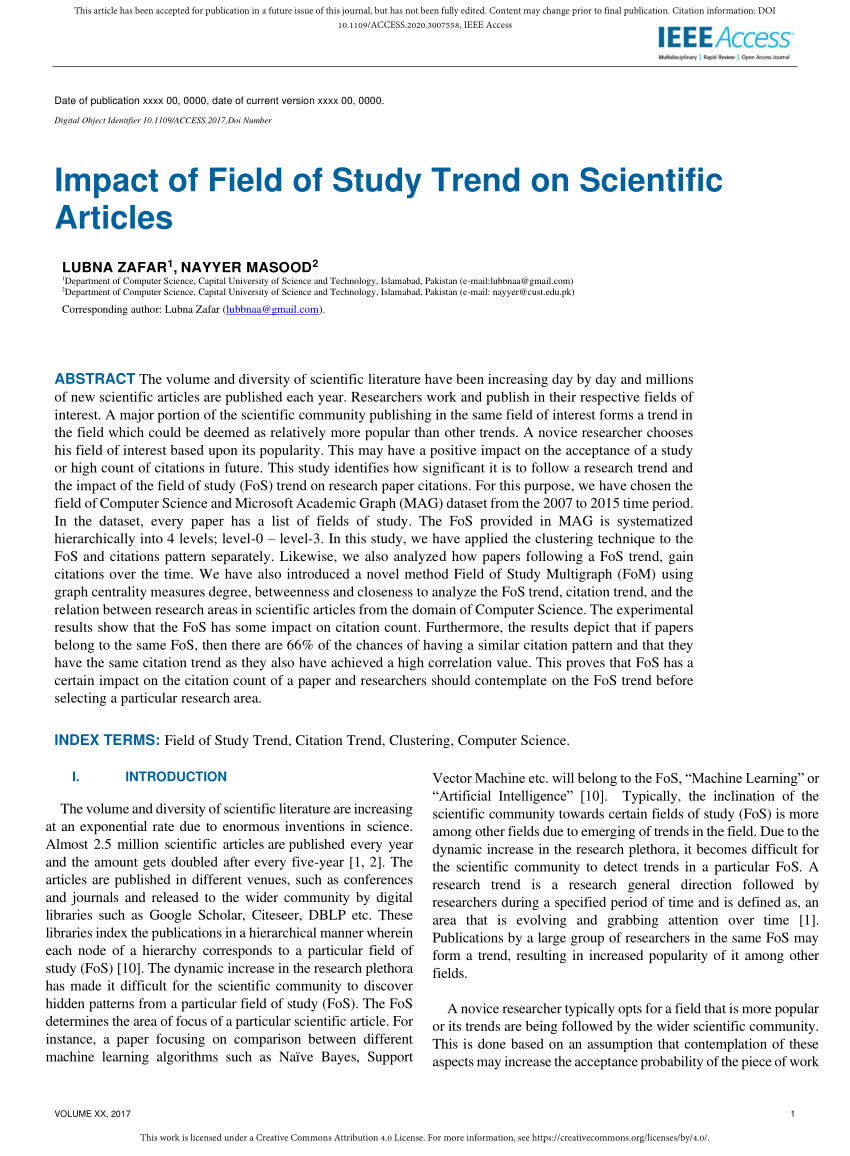 This article has been accepted for publication in a future issue of this journal, but has not been fully edited. Content may change prior to final publication. Citation information: DOI
10.1109/ACCESS.2020.3007558, IEEE Access
IEEE Access
Multidisciplinary | Rapid Review | Open Access Journal
Date of publication xxxx 00, 0000, date of current version xxxx 00, 0000.
Digital Object Identifier 10.1109/ACCESS.2017.Doi Number
Impact of Field of Study Trend on Scientific
Articles
LUBNA ZAFAR1, NAYYER MASOOD2
1Department of Computer Science, Capital University of Science and Technology, Islamabad, Pakistan (e-mail:lubbnaa@gmail.com)
2Department of Computer Science, Capital University of Science and Technology, Islamabad, Pakistan (e-mail: nayyer@cust.edu.pk)
Corresponding author: Lubna Zafar (lubbnaa@gmail.com).
ABSTRACT The volume and diversity of scientific literature have been increasing day by day and millions
of new scientific articles are published each year. Researchers work and publish in their respective fields of
interest. A major portion of the scientific community publishing in the same field of interest forms a trend in
the field which could be deemed as relatively more popular than other trends. A novice researcher chooses
his field of interest based upon its popularity. This may have a positive impact on the acceptance of a study
or high count of citations in future. This study identifies how significant it is to follow a research trend and
the impact of the field of study (FoS) trend on research paper citations. For this purpose, we have chosen the
field of Computer Science and Microsoft Academic Graph (MAG) dataset from the 2007 to 2015 time period.
In the dataset, every paper has a list of fields of study. The FoS provided in MAG is systematized
hierarchically into 4 levels; level-0 – level-3. In this study, we have applied the clustering technique to the
FoS and citations pattern separately. Likewise, we also analyzed how papers following a FoS trend, gain
citations over the time. We have also introduced a novel method Field of Study Multigraph (FoM) using
graph centrality measures degree, betweenness and closeness to analyze the FoS trend, citation trend, and the
relation between research areas in scientific articles from the domain of Computer Science. The experimental
results show that the FoS has some impact on citation count. Furthermore, the results depict that if papers
belong to the same FoS, then there are 66% of the chances of having a similar citation pattern and that they
have the same citation trend as they also have achieved a high correlation value. This proves that FoS has a
certain impact on the citation count of a paper and researchers should contemplate on the FoS trend before
selecting a particular research area.
INDEX TERMS: Field of Study Trend, Citation Trend, Clustering, Computer Science.
I. INTRODUCTION
The volume and diversity of scientific literature are increasing
at an exponential rate due to enormous inventions in science.
Almost 2.5 million scientific articles are published every year
and the amount gets doubled after every five-year [1, 2]. The
articles are published in different venues, such as conferences
and journals and released to the wider community by digital
libraries such as Google Scholar, Citeseer, DBLP etc. These
libraries index the publications in a hierarchical manner wherein
each node of a hierarchy corresponds to a particular field of
study (FoS) [10]. The dynamic increase in the research plethora
has made it difficult for the scientific community to discover
hidden patterns from a particular field of study (FoS). The FoS
determines the area of focus of a particular scientific article. For
instance, a paper focusing on comparison between different
machine learning algorithms such as Naïve Bayes, Support
Vector Machine etc. will belong to the FoS, “Machine Learning” or
“Artificial Intelligence” [10]. Typically, the inclination of the
scientific community towards certain fields of study (FoS) is more
among other fields due to emerging of trends in the field. Due to the
dynamic increase in the research plethora, it becomes difficult for
the scientific community to detect trends in a particular FoS. A
research trend is a research general direction followed by
researchers during a specified period of time and is defined as, an
area that is evolving and grabbing attention over time [1].
Publications by a large group of researchers in the same FoS may
form a trend, resulting in increased popularity of it among other
fields.
A novice researcher typically opts for a field that is more popular
or its trends are being followed by the wider scientific community.
This is done based on an assumption that contemplation of these
aspects may increase the acceptance probability of the piece of work
VOLUME XX, 2017 1
This work is licensed under a Creative Commons Attribution 4.0 License. For more information, see https://creativecommons.org/licenses/by/4.0/.